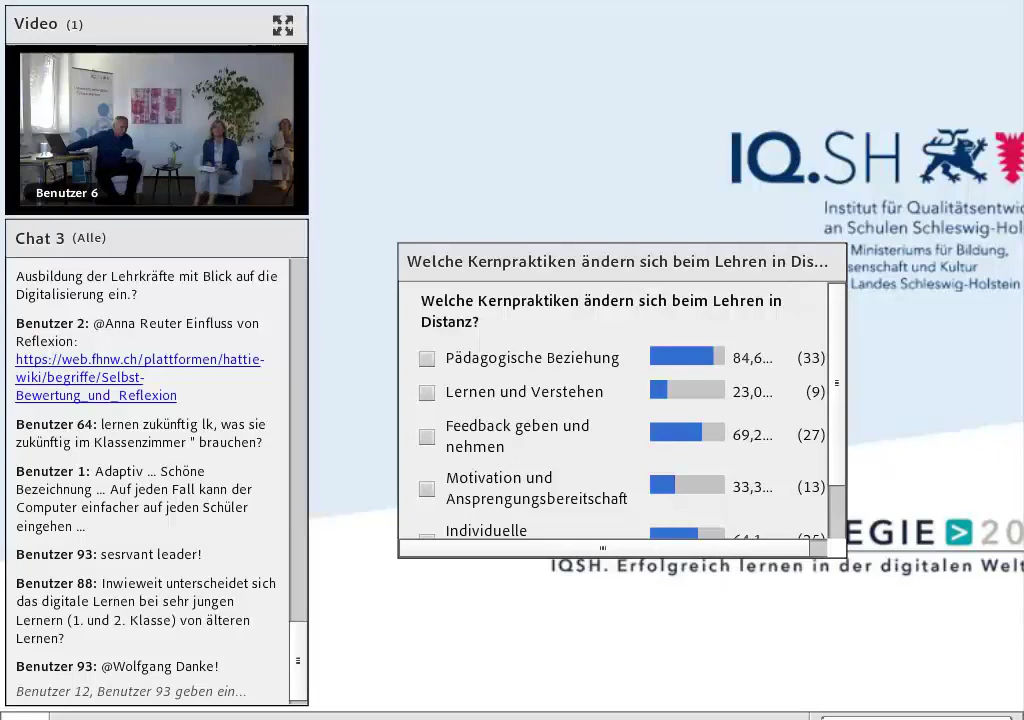 Video (1)
Benutzer 6
Chat 3 (Alle)
Ausbildung der Lehrkräfte mit Blick auf die
Digitalisierung ein.?
Benutzer 2: @Anna Reuter Einfluss von
Reflexion:
https://web.fhnw.ch/plattformen/hattie-
wiki/begriffe/Selbst-
Bewertung_und_Reflexion
Benutzer 64: lernen zukünftig lk, was sie
zukünftig im Klassenzimmer " brauchen?
Benutzer 1: Adaptiv ... Schöne
Bezeichnung ... Auf jeden Fall kann der
Computer einfacher auf jeden Schüler
eingehen ...
Benutzer 93: sesrvant leader!
Benutzer 88: Inwieweit unterscheidet sich
das digitale Lernen bei sehr jungen
Lernern (1. und 2. Klasse) von älteren
Lernen?
Benutzer 93: @Wolfgang Danke!
Benutzer 12, Benutzer 93 geben ein...
IQ.SH
Institut für Qualitätsentwic
an Schulen Schleswig-Hol
Ministeriums für Bildung,
senschaft und Kultur
Landes Schleswig-Holstein
Welche Kernpraktiken ändern sich beim Lehren in Dis...
Welche Kernpraktiken ändern sich beim Lehren in
Distanz?
Pädagogische Beziehung 84,6... (33)
Lernen und Verstehen 23,0... (9)
Feedback geben und
nehmen 69,2... (27)
Motivation und
Ansprengungsbereitschaft 33,3... (13)
Individuelle 64,1 (25)
EGIE > 20
IQSH. Erfolgreich lernen in der digitalen Welt